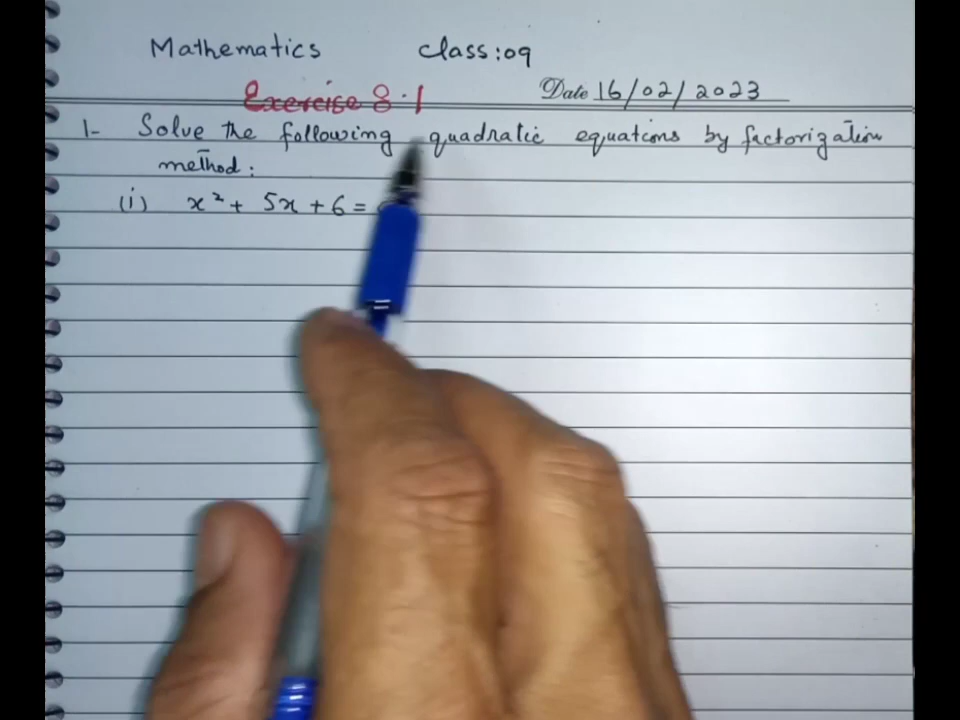 Mathematics class:09
Exercise 8.1 Date 16/02/2023
1- Solve the following quadratic equations by factorization
method:
(i) x² + 5x + 6 =